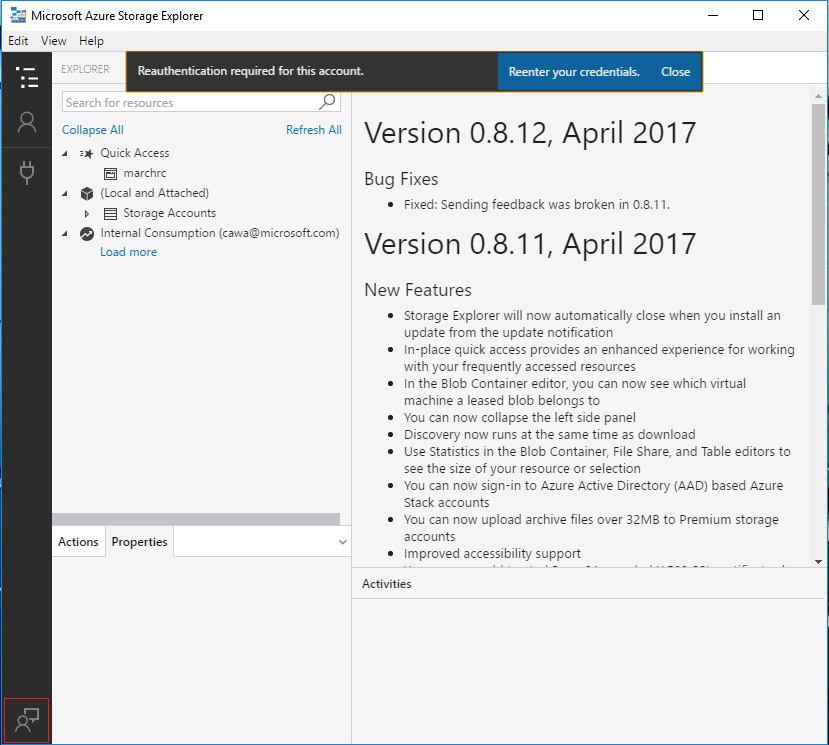 Microsoft Azure Storage Explorer
Edit View Help
EXPLORER
Reauthentication required for this account.
Reenter your credentials.
Close
Search for resources
Collapse All
Refresh All
Quick Access
marchrc
(Local and Attached)
Storage Accounts
Internal Consumption (cawa@microsoft.com)
Load more
Actions
Properties
Version 0.8.12, April 2017
Bug Fixes
Fixed: Sending feedback was broken in 0.8.11.
Version 0.8.11, April 2017
New Features
Storage Explorer will now automatically close when you install an
update from the update notification
In-place quick access provides an enhanced experience for working
with your frequently accessed resources
In the Blob Container editor, you can now see which virtual
machine a leased blob belongs to
You can now collapse the left side panel
Discovery now runs at the same time as download
Use Statistics in the Blob Container, File Share, and Table editors to
see the size of your resource or selection
You can now sign-in to Azure Active Directory (AAD) based Azure
Stack accounts
You can now upload archive files over 32MB to Premium storage
accounts
Improved accessibility support
Activities